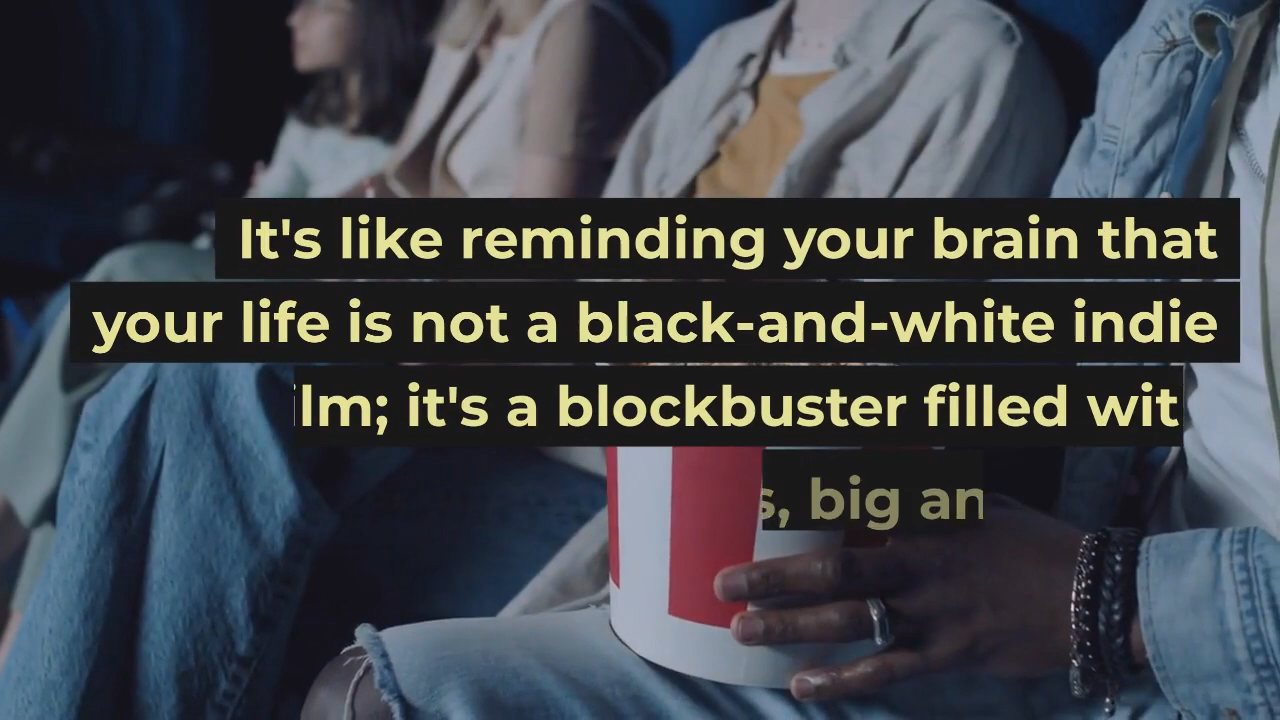 It's like reminding your brain that
your life is not a black-and-white indie
ilm; it's a blockbuster filled wit
s, big an